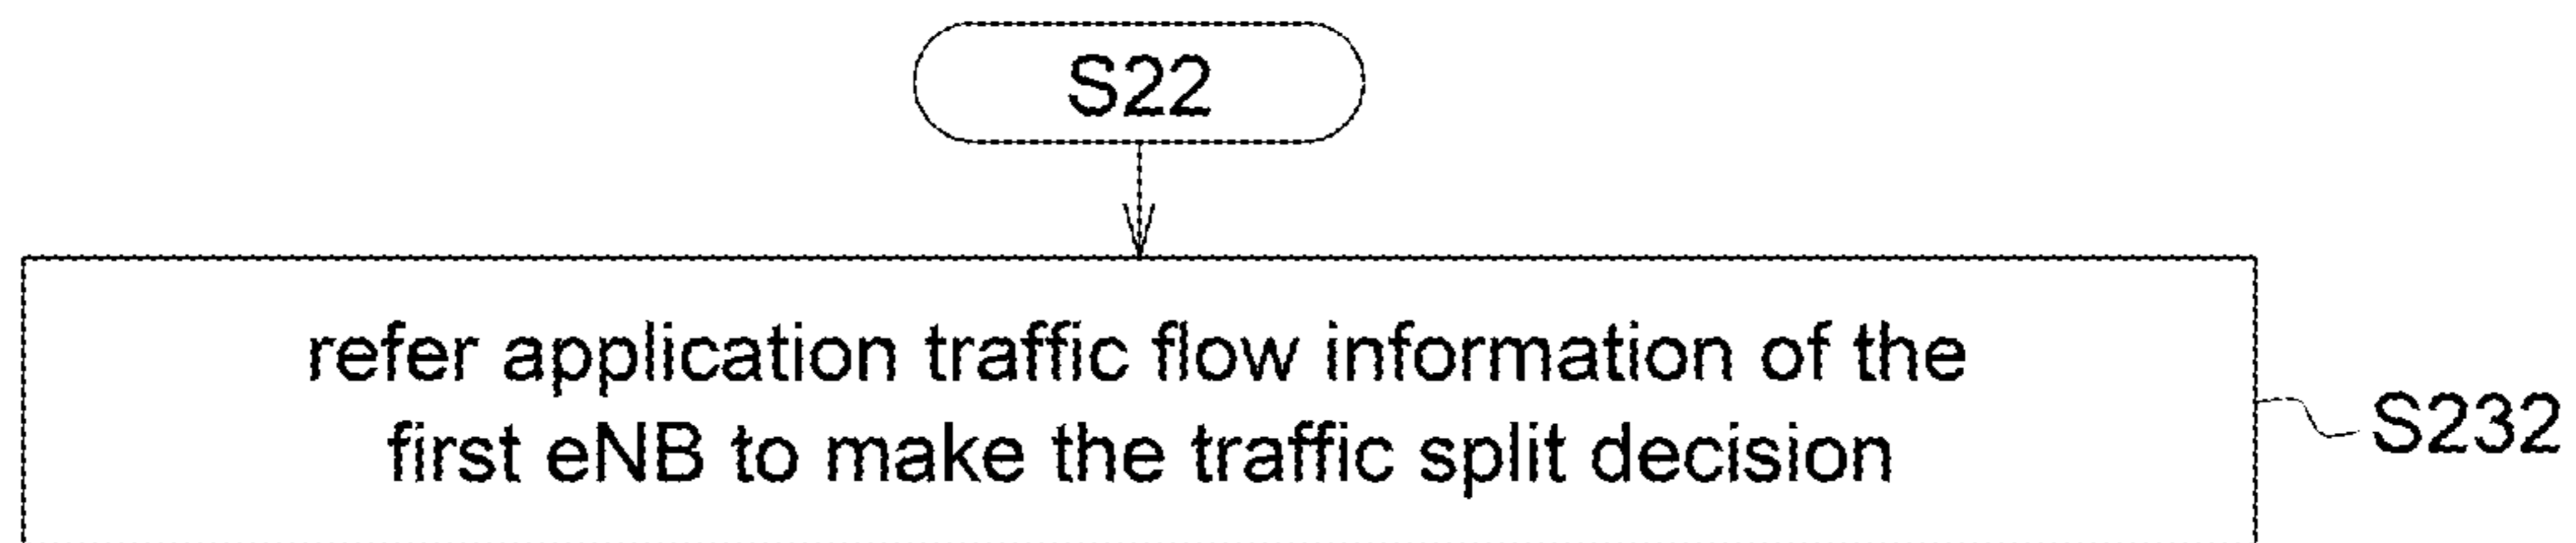 S22
refer application traffic flow information of the
first eNB to make the traffic split decision
S232